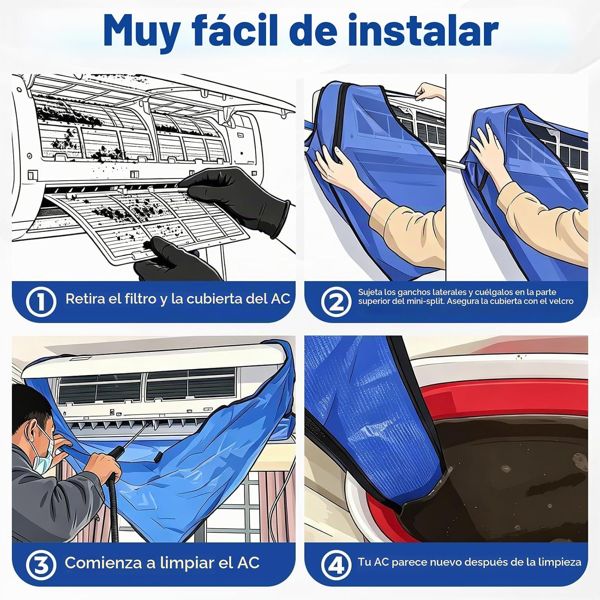 Muy fácil de instalar
1 Retira el filtro y la cubierta del AC
2 Sujeta los ganchos laterales y cuélgalos en la parte
superior del mini-split. Asegura la cubierta con el velcro
3 Comienza a limpiar el AC
4 Tu AC parece nuevo después de la limpieza